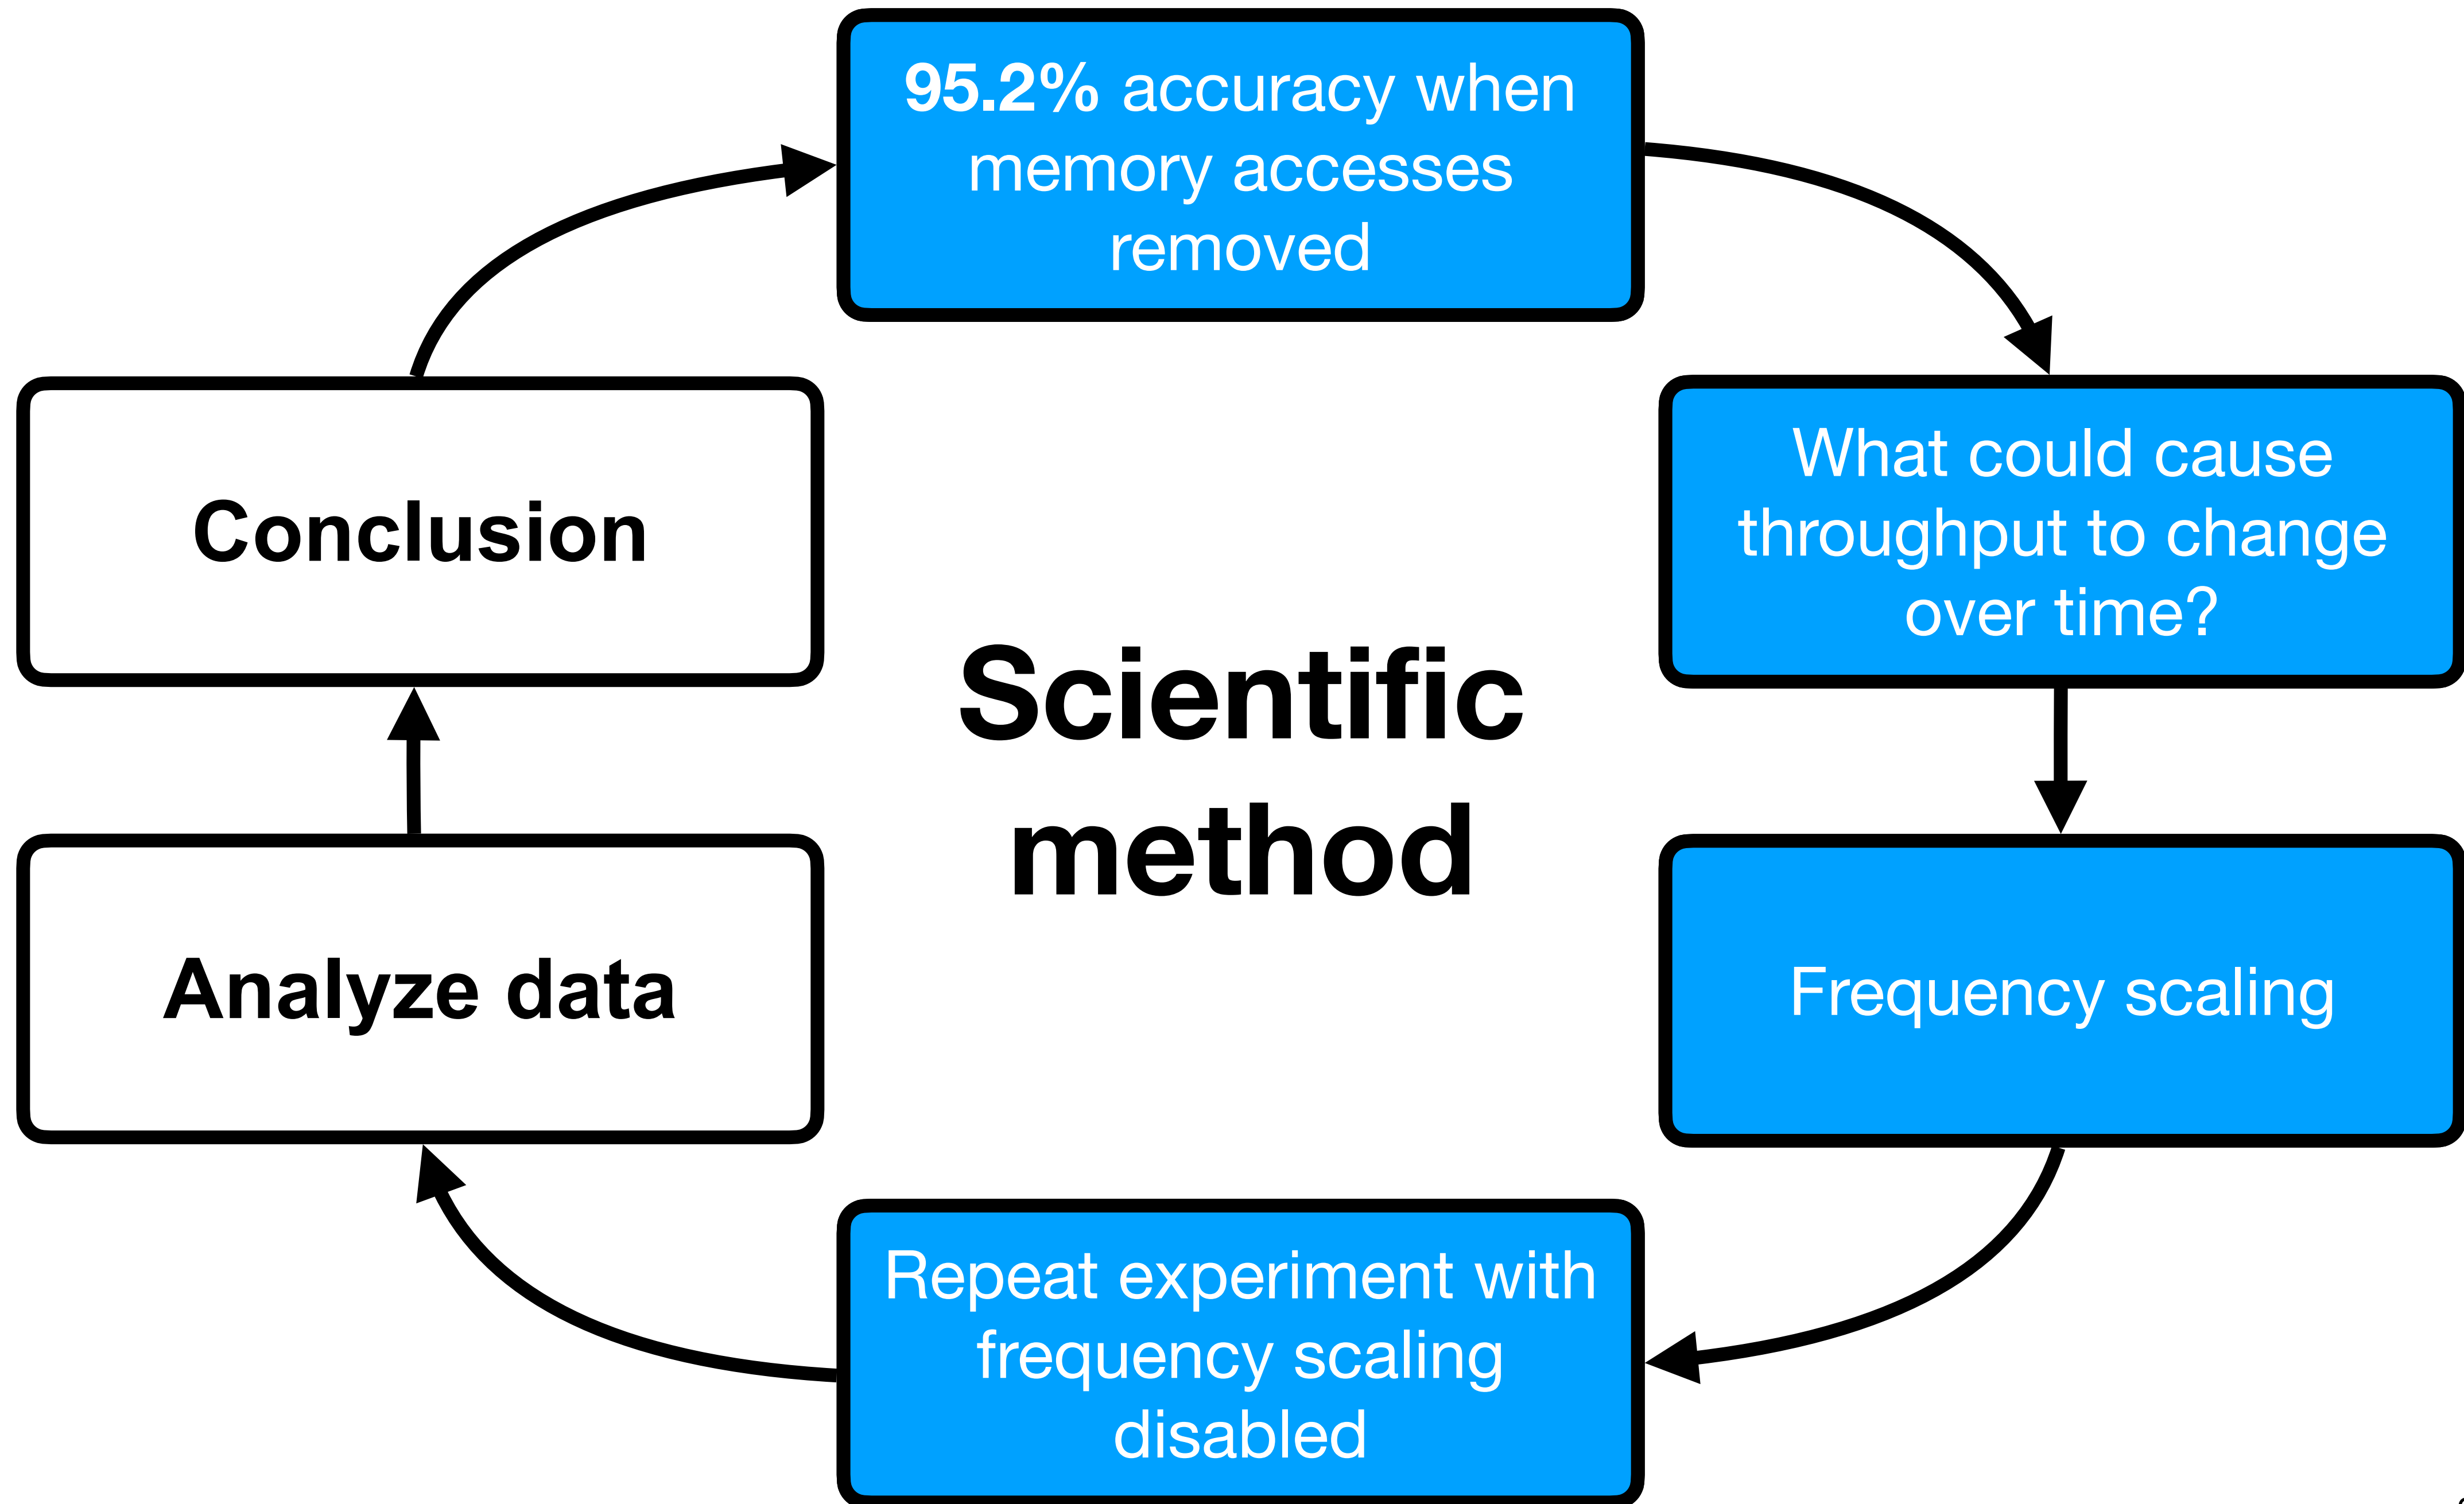 95.2% accuracy when
memory accesses
removed
What could cause
throughput to change
over time?
Frequency scaling
Repeat experiment with
frequency scaling
disabled
Analyze data
Conclusion
Scientific
method